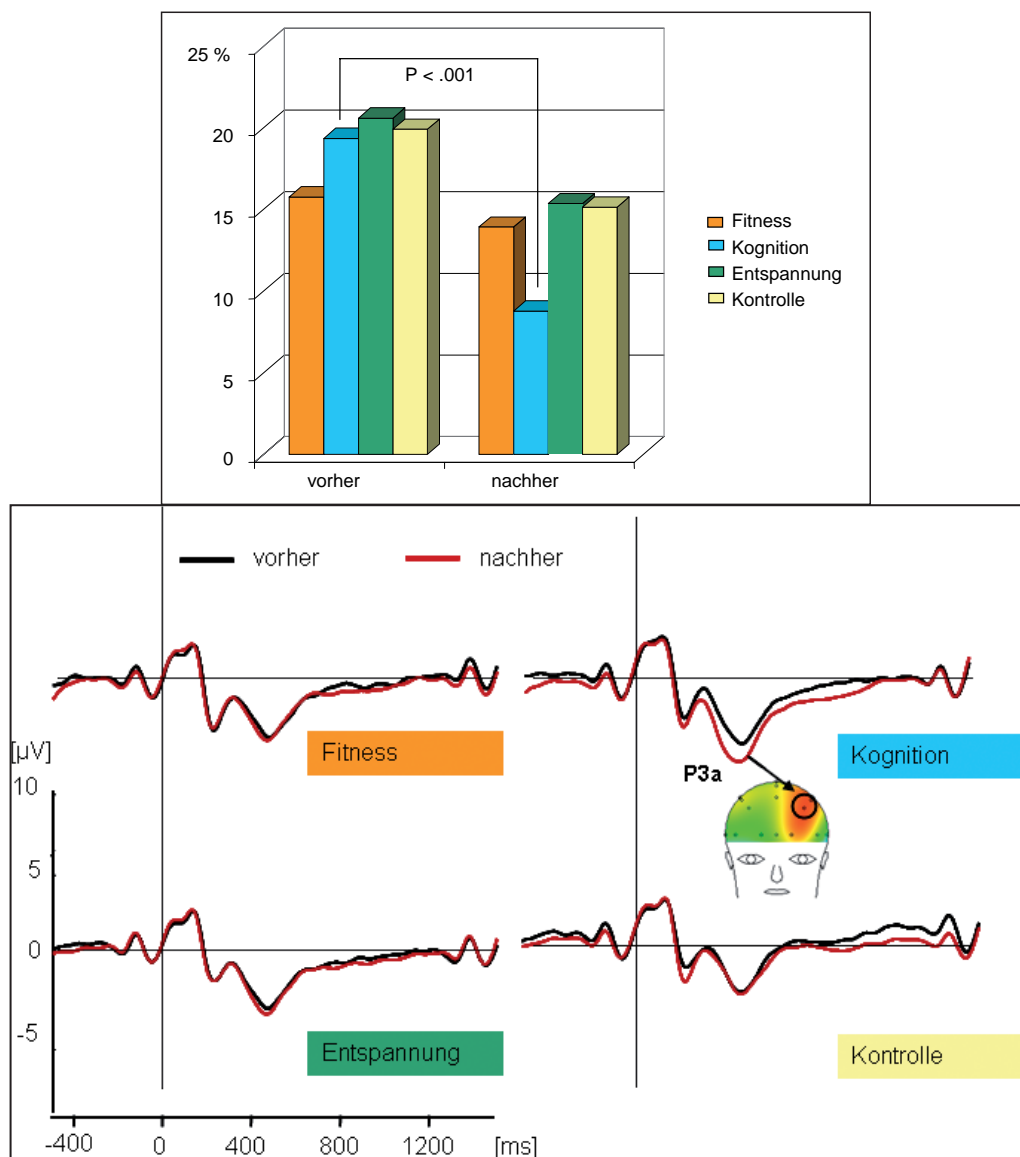 25 %
P < .001
20
15
10
5
0
vorher nachher
Fitness
Kognition
Entspannung
Kontrolle
vorher nachher
[µV]
Fitness Kognition
P3a
10
5
0
-5
Entspannung Kontrolle
-400 0 400 800 1200 [ms]